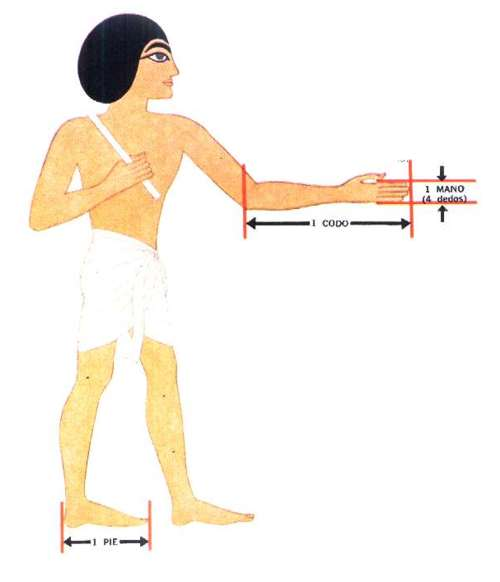 1 MANO
(4 dedos)
1 CODO
1 PIE